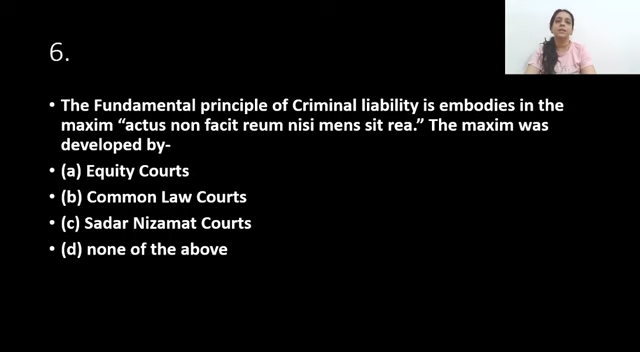 6.
• The Fundamental principle of Criminal liability is embodies in the
maxim “actus non facit reum nisi mens sit rea.” The maxim was
developed by-
• (a) Equity Courts
• (b) Common Law Courts
• (c) Sadar Nizamat Courts
• (d) none of the above